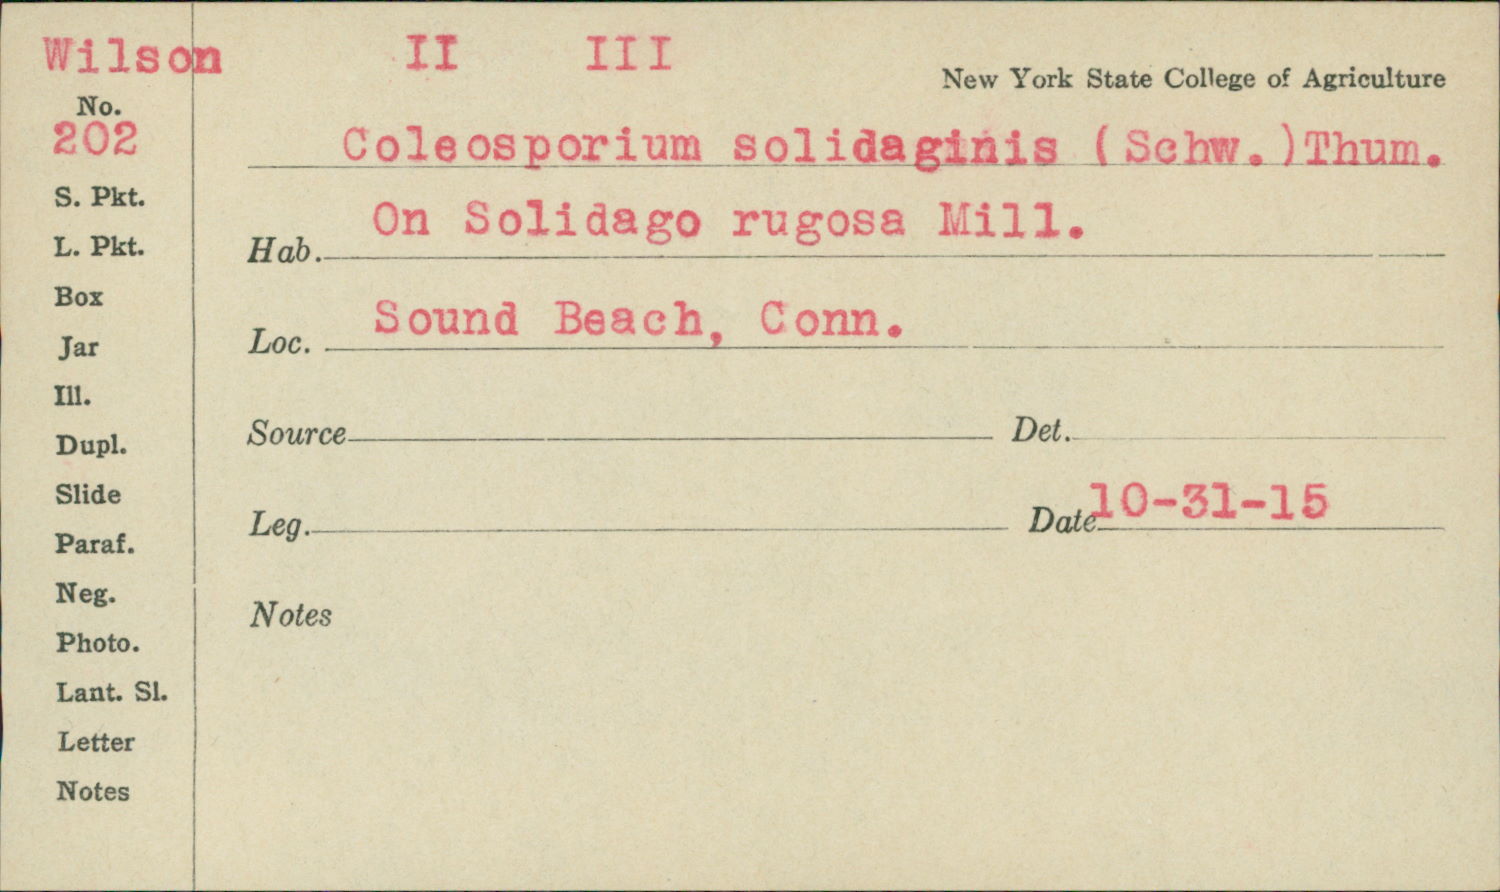 Wilson II III
New York State College of Agriculture
No.
202
Coleosporium solidaginis (Schw.)Thum.
S. Pkt.
On Solidago rugosa Mill.
L. Pkt.
Hab.
Box
Sound Beach, Conn.
Jar
Loc.
Ill.
Dupl.
Source Det.
Slide
10-31-15
Leg. Date
Paraf.
Neg.
Notes
Photo.
Lant. Sl.
Letter
Notes